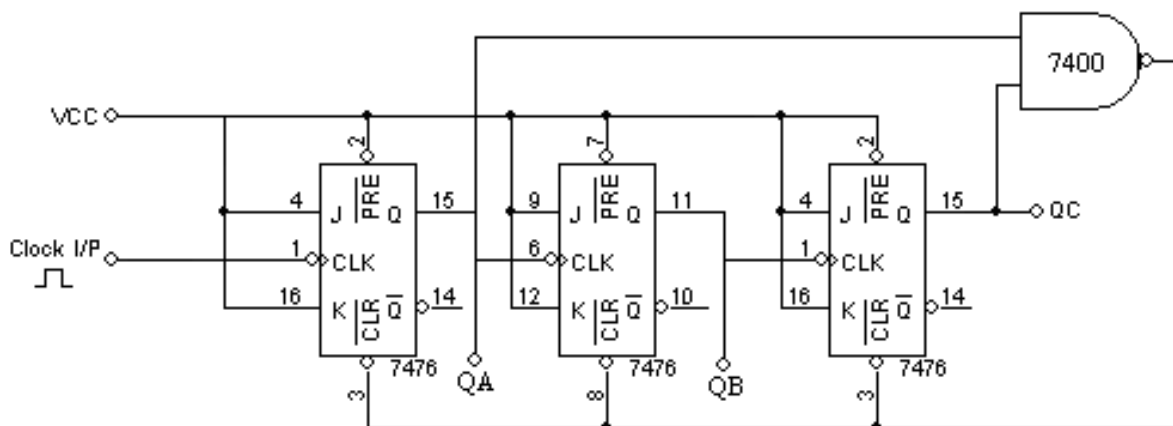 7400
VCC
2
7
2
4
J
PRE
Q
15
9
J
PRE
Q
11
4
J
PRE
Q
15
QC
Clock I/P
1
CLK
6
CLK
1
CLK
16
K
CLR
Q
14
12
K
CLR
Q
10
16
K
CLR
Q
14
7476
7476
7476
3
QA
8
QB
3